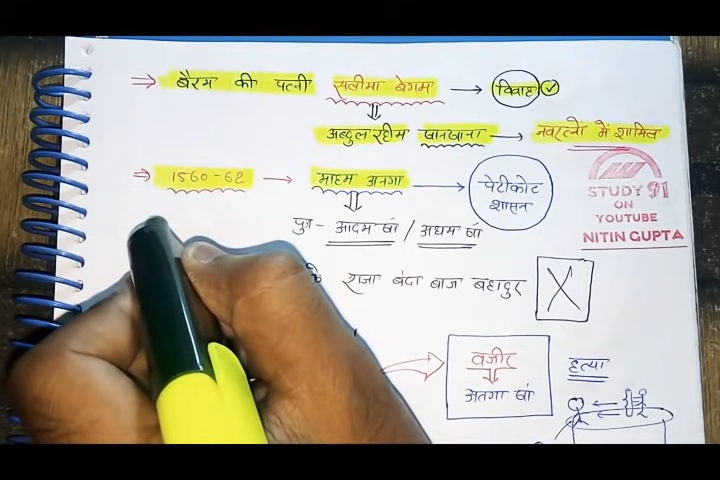 ⇒ बैरम की पत्नी सलीमा बेगम → विवाह ✓
⇓
अब्दुल रहीम खानखाना → नवरत्नों में शामिल
⇒ 1560-62 → माहम अनगा → पेटीकोट शासन
⇓
पुत्र - आदम खां / अधम खां
STUDY 91
ON
YOUTUBE
NITIN GUPTA
के राजा बंदा बाज बहादुर X
वजीर हत्या
⇓
अतगा खां